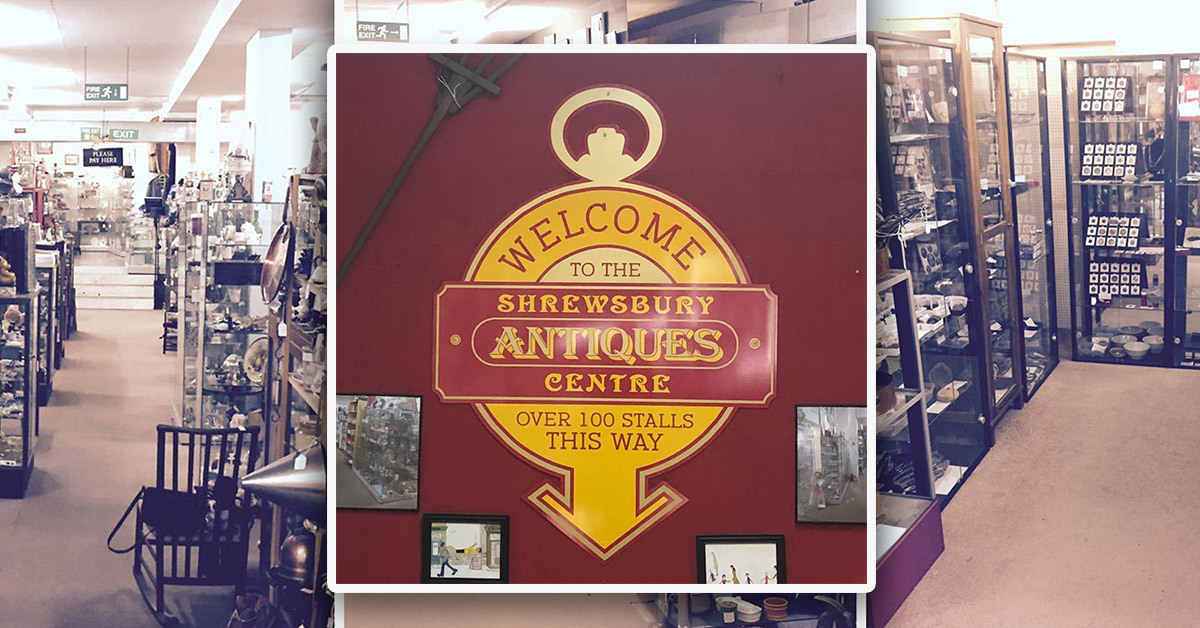 FIRE EXIT
FIRE EXIT
EXIT
PLEASE
PAY HERE
WELCOME
TO THE
SHREWSBURY
ANTIQUES
CENTRE
OVER 100 STALLS
THIS WAY